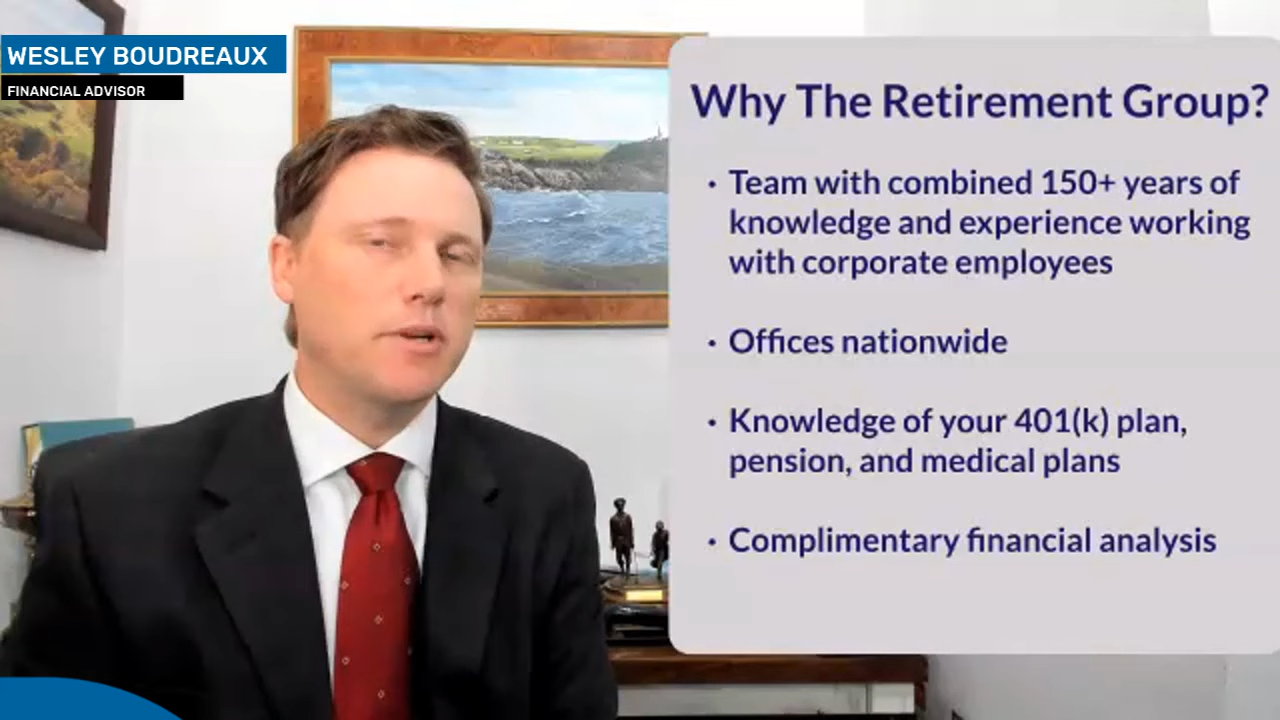 WESLEY BOUDREAUX
FINANCIAL ADVISOR
Why The Retirement Group?
• Team with combined 150+ years of
knowledge and experience working
with corporate employees
• Offices nationwide
• Knowledge of your 401(k) plan,
pension, and medical plans
• Complimentary financial analysis